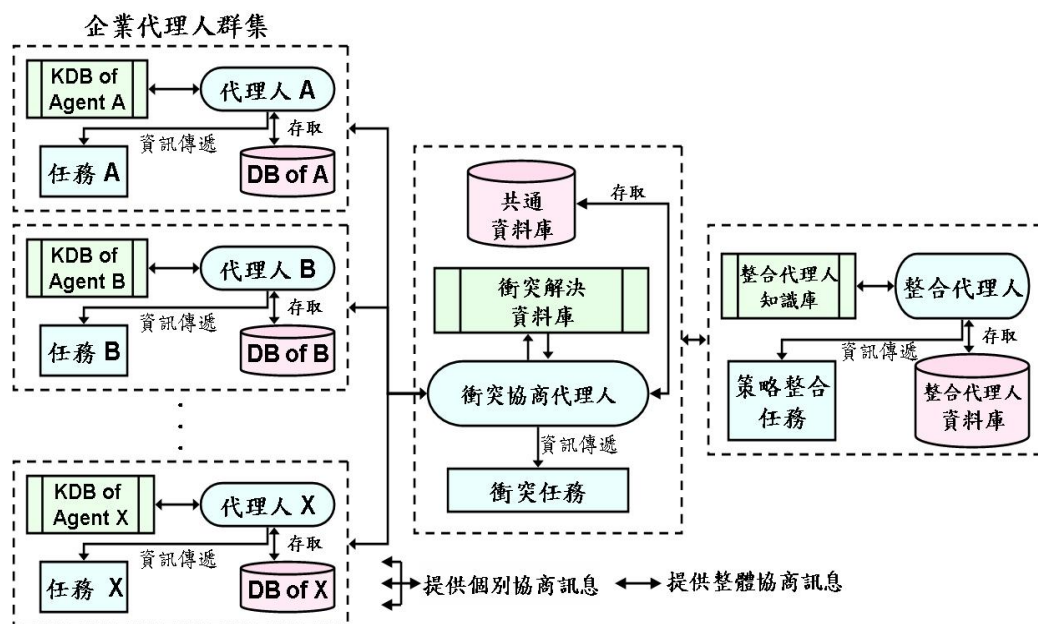 企業代理人群集
KDB of
Agent A
代理人 A
資訊傳遞
存取
任務 A
DB of A
KDB of
Agent B
代理人 B
資訊傳遞
存取
任務 B
DB of B
KDB of
Agent X
代理人 X
資訊傳遞
存取
任務 X
DB of X
共通
資料庫
存取
衝突解決
資料庫
衝突協商代理人
資訊傳遞
衝突任務
整合代理人
知識庫
整合代理人
資訊傳遞
存取
策略整合
任務
整合代理人
資料庫
提供個別協商訊息
提供整體協商訊息